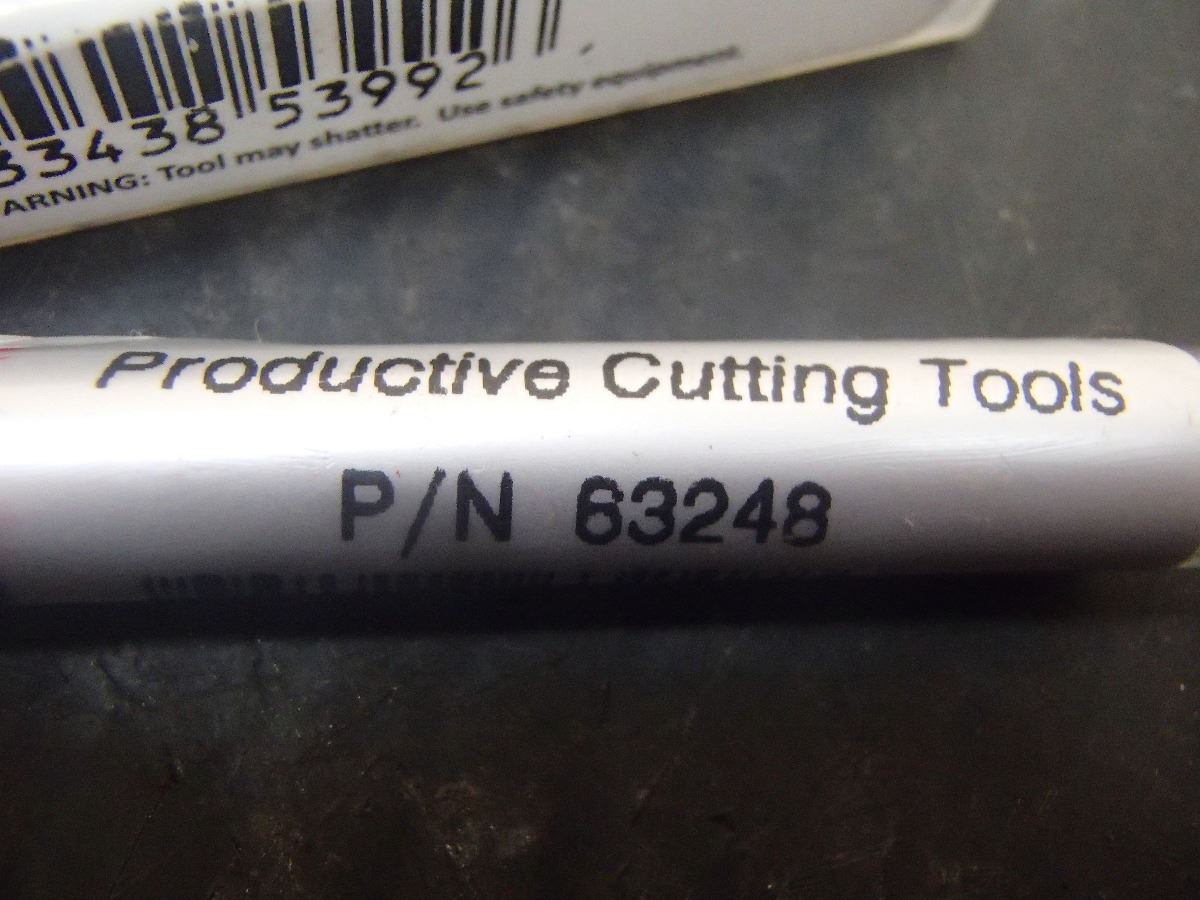 33438 53992
ARNING: Tool may shatter. Use safety equipment.
Productive Cutting Tools
P/N 63248